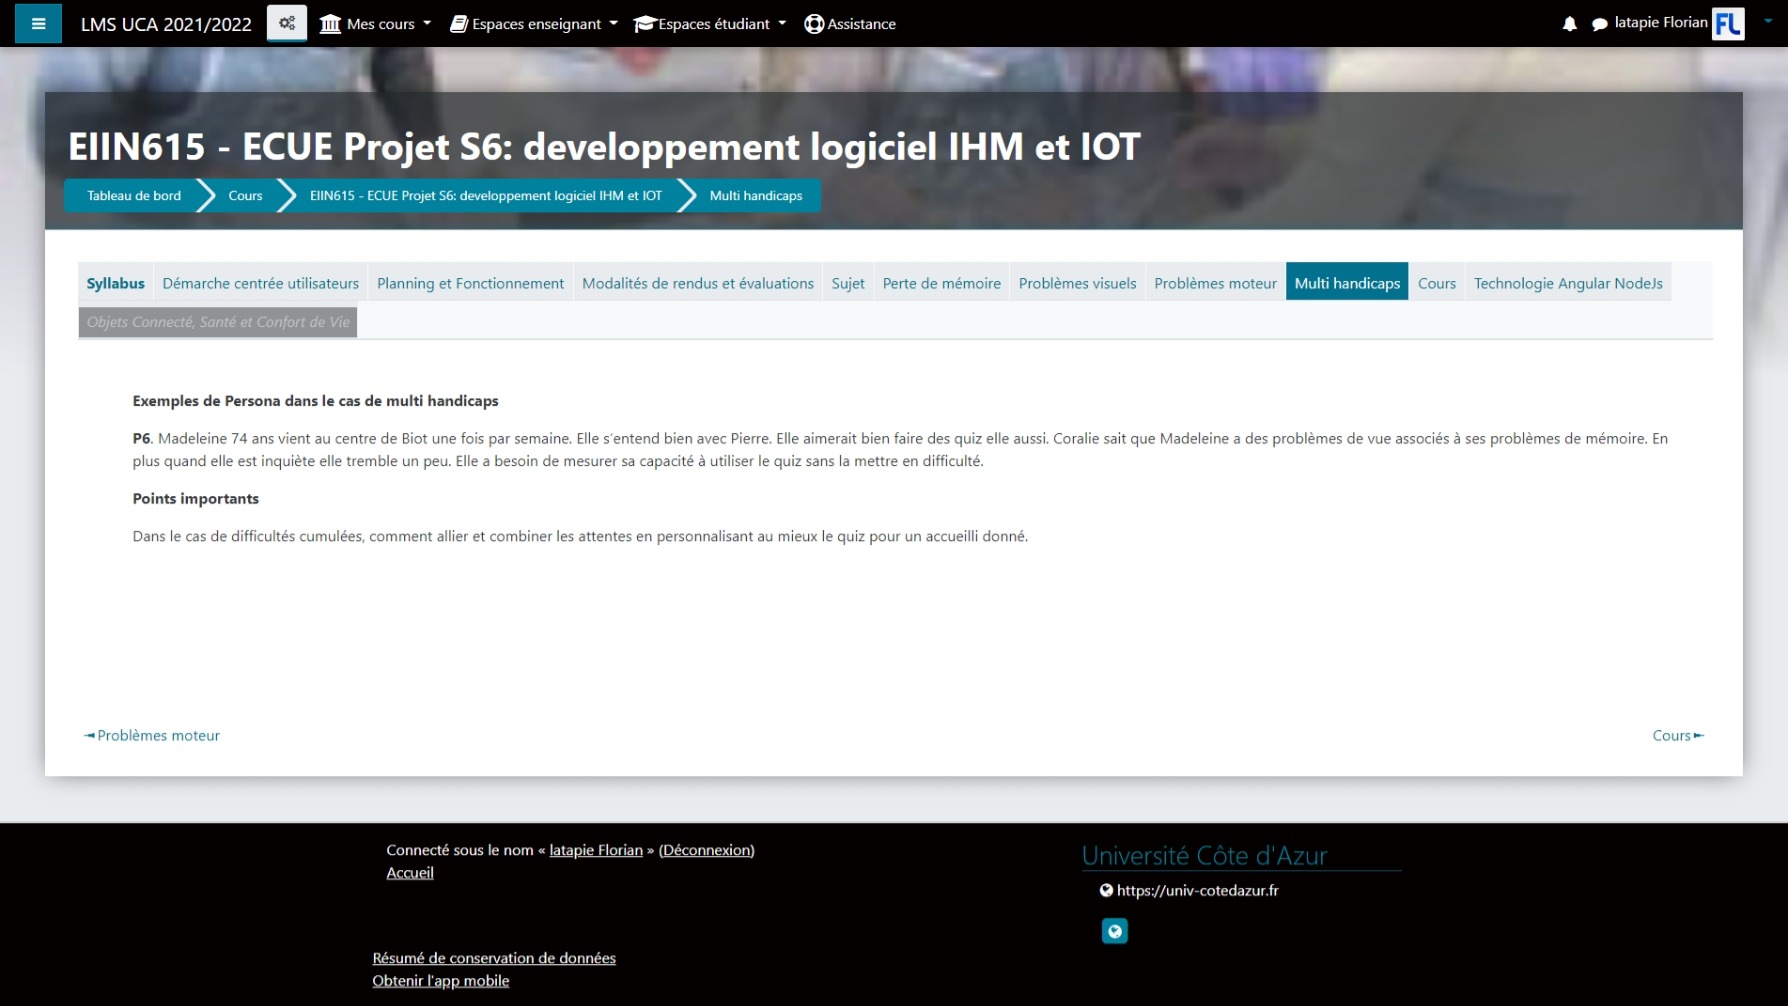 LMS UCA 2021/2022 Mes cours Espaces enseignant Espaces étudiant Assistance latapie Florian FL
EIIN615 - ECUE Projet S6: developpement logiciel IHM et IOT
Tableau de bord Cours EIIN615 - ECUE Projet S6: developpement logiciel IHM et IOT Multi handicaps
Syllabus Démarche centrée utilisateurs Planning et Fonctionnement Modalités de rendus et évaluations Sujet Perte de mémoire Problèmes visuels Problèmes moteur Multi handicaps Cours Technologie Angular NodeJs
Objets Connecté, Santé et Confort de Vie
Exemples de Persona dans le cas de multi handicaps
P6. Madeleine 74 ans vient au centre de Biot une fois par semaine. Elle s'entend bien avec Pierre. Elle aimerait bien faire des quiz elle aussi. Coralie sait que Madeleine a des problèmes de vue associés à ses problèmes de mémoire. En
plus quand elle est inquiète elle tremble un peu. Elle a besoin de mesurer sa capacité à utiliser le quiz sans la mettre en difficulté.
Points importants
Dans le cas de difficultés cumulées, comment allier et combiner les attentes en personnalisant au mieux le quiz pour un accueilli donné.
◄Problèmes moteur Cours►
Connecté sous le nom « latapie Florian » (Déconnexion)
Accueil
Résumé de conservation de données
Obtenir l'app mobile
Université Côte d'Azur
https://univ-cotedazur.fr